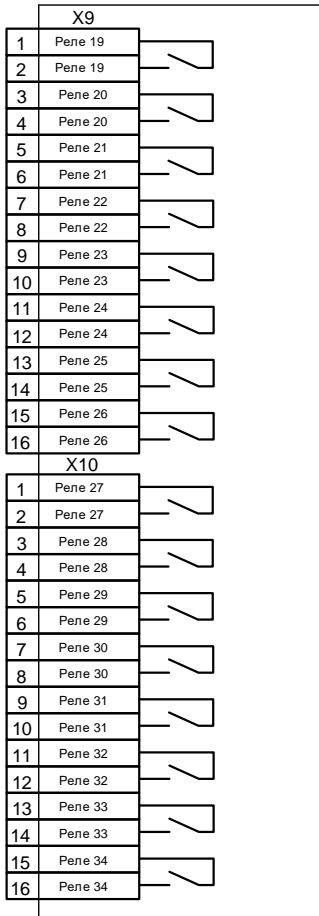 X9
1 Реле 19
2 Реле 19
3 Реле 20
4 Реле 20
5 Реле 21
6 Реле 21
7 Реле 22
8 Реле 22
9 Реле 23
10 Реле 23
11 Реле 24
12 Реле 24
13 Реле 25
14 Реле 25
15 Реле 26
16 Реле 26
X10
1 Реле 27
2 Реле 27
3 Реле 28
4 Реле 28
5 Реле 29
6 Реле 29
7 Реле 30
8 Реле 30
9 Реле 31
10 Реле 31
11 Реле 32
12 Реле 32
13 Реле 33
14 Реле 33
15 Реле 34
16 Реле 34